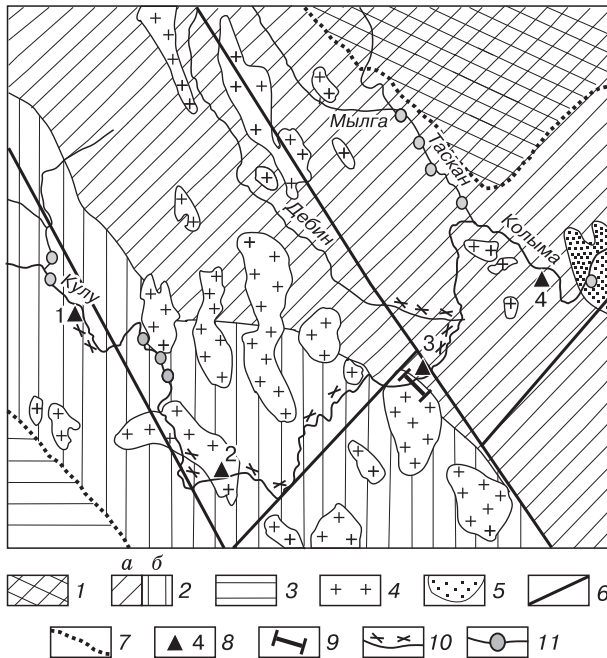 Мылга
Таскан
Дебин
Колыма
Кулу
1
2
3
4
а б
1 2 3 4 5 6
7 4 8 9 10 11